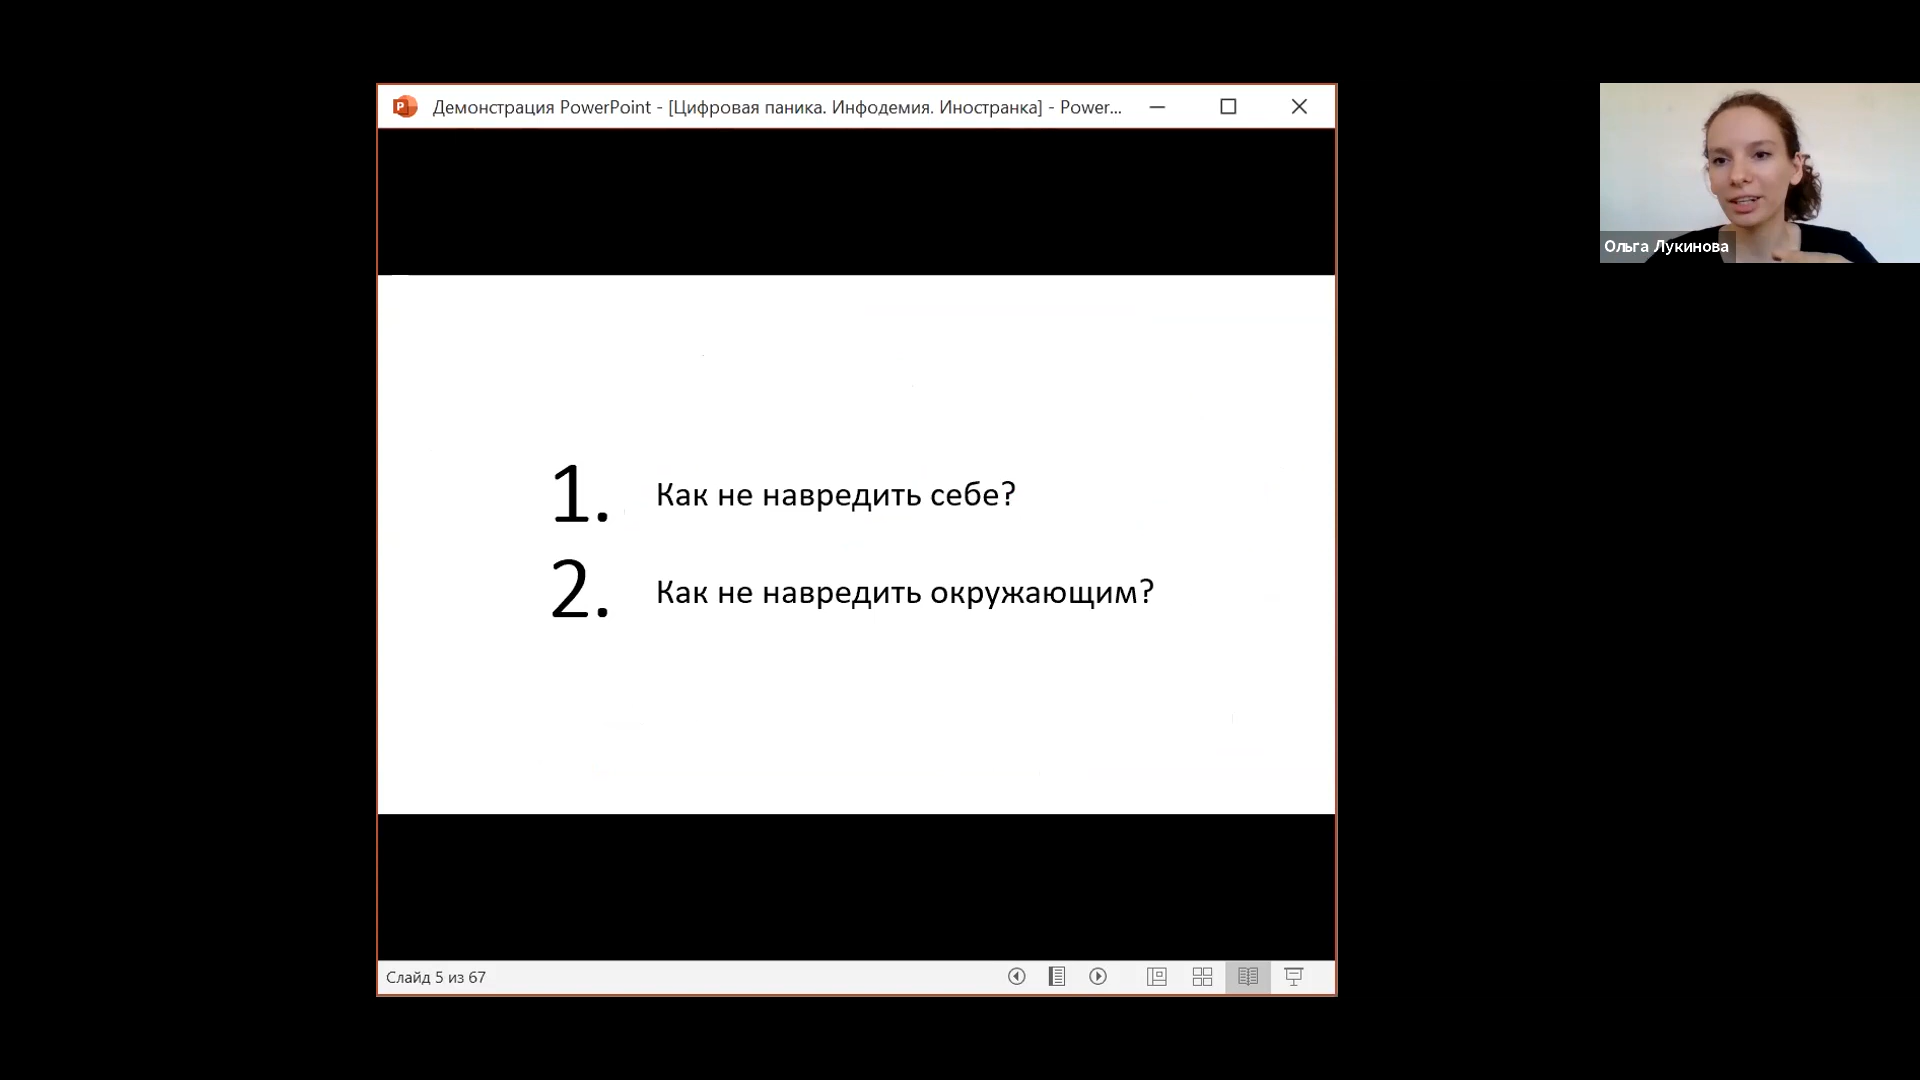 Демонстрация PowerPoint - [Цифровая паника. Инфодемия. Иностранка] - Power...
Ольга Лукинова
1. Как не навредить себе?
2. Как не навредить окружающим?
Слайд 5 из 67